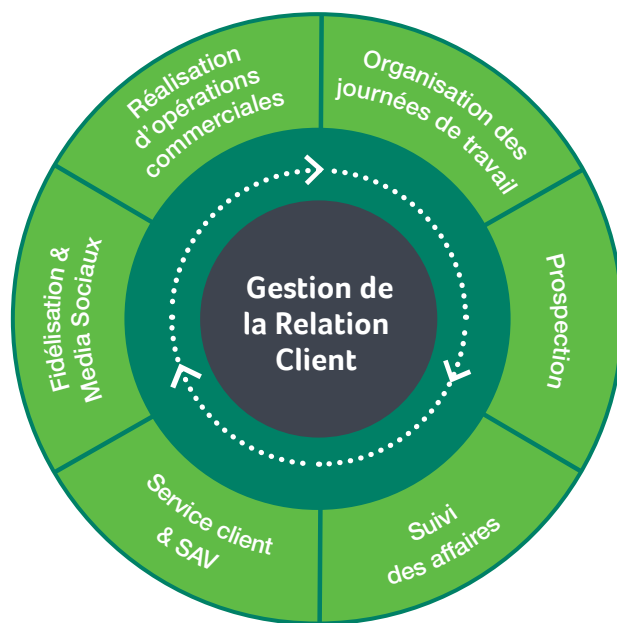 Réalisation
d'opérations
commerciales
Organisation des
journées de travail
Prospection
Suivi
des affaires
Service client
& SAV
Fidélisation &
Media Sociaux
Gestion de
la Relation
Client